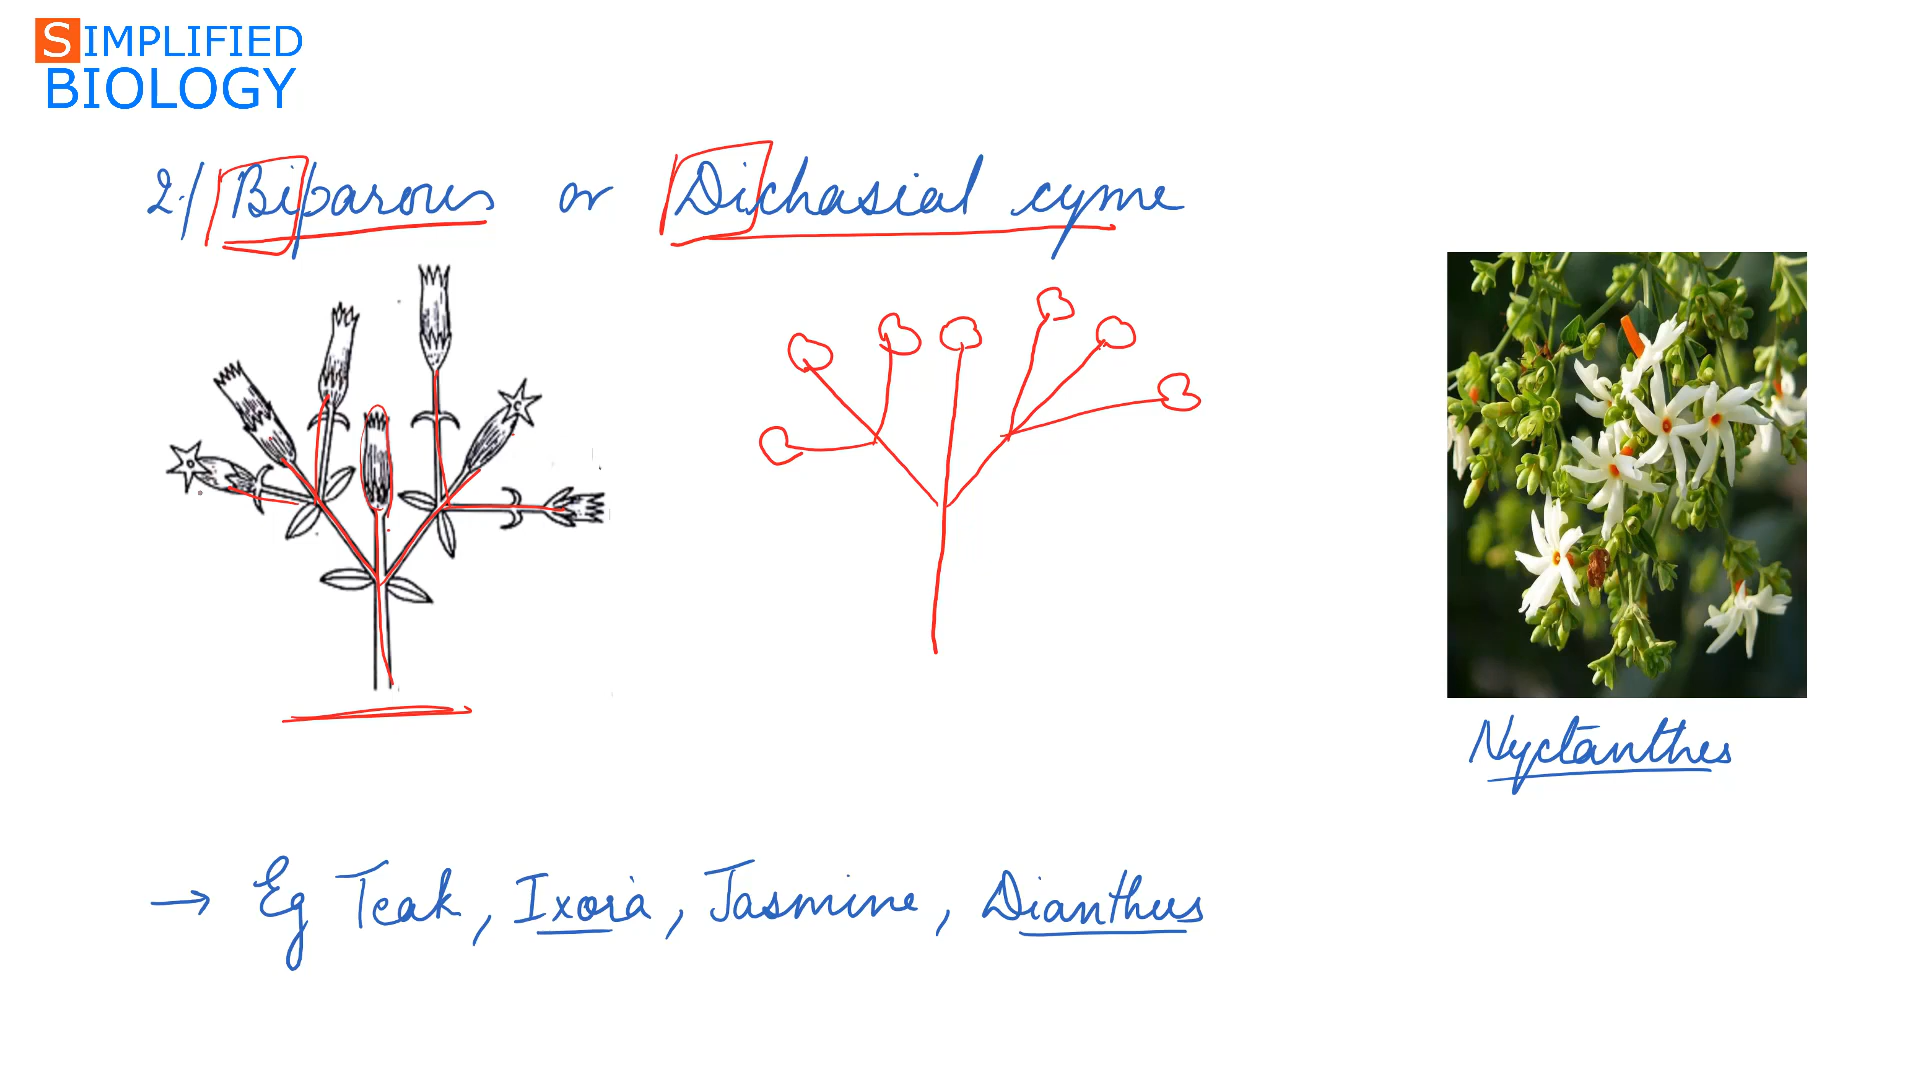 SIMPLIFIED
BIOLOGY
2/ Biparous or Dichasial cyme
Nyctanthes
→ Eg Teak, Ixora, Jasmine, Dianthus